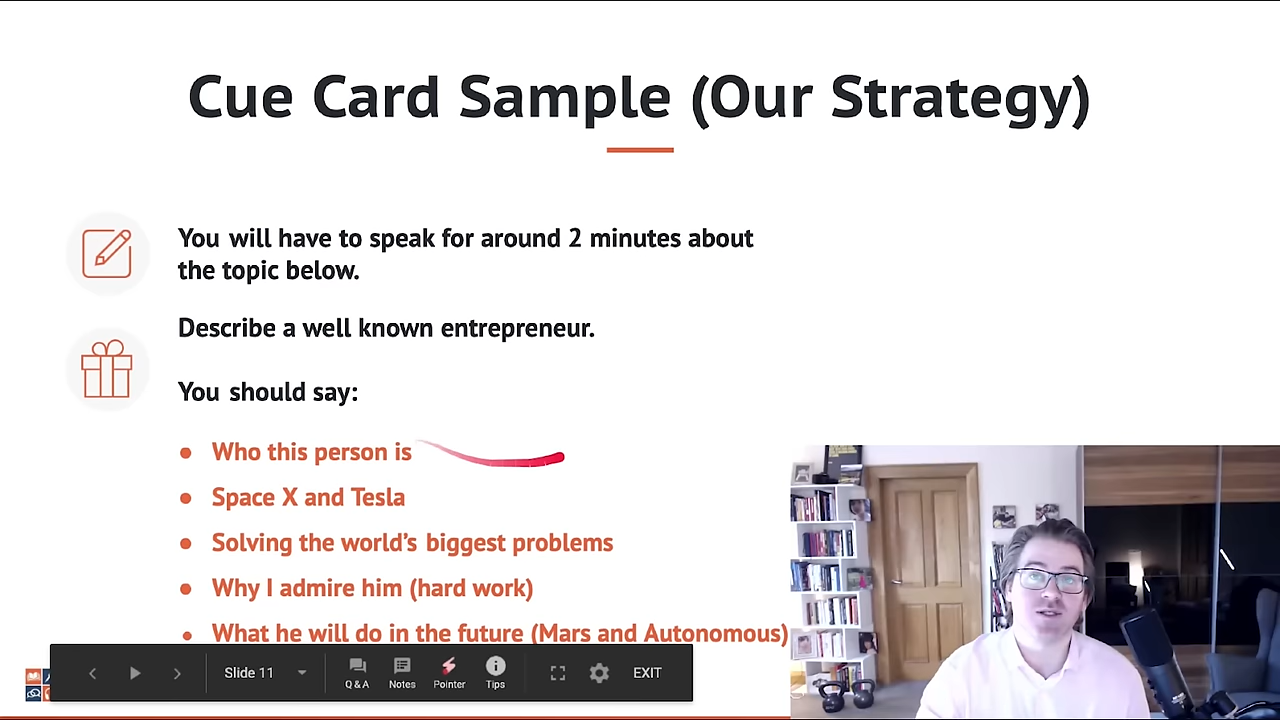 Cue Card Sample (Our Strategy)
You will have to speak for around 2 minutes about
the topic below.
Describe a well known entrepreneur.
You should say:
• Who this person is
• Space X and Tesla
• Solving the world's biggest problems
• Why I admire him (hard work)
• What he will do in the future (Mars and Autonomous)
Slide 11
Q & A
Notes
Pointer
Tips
EXIT